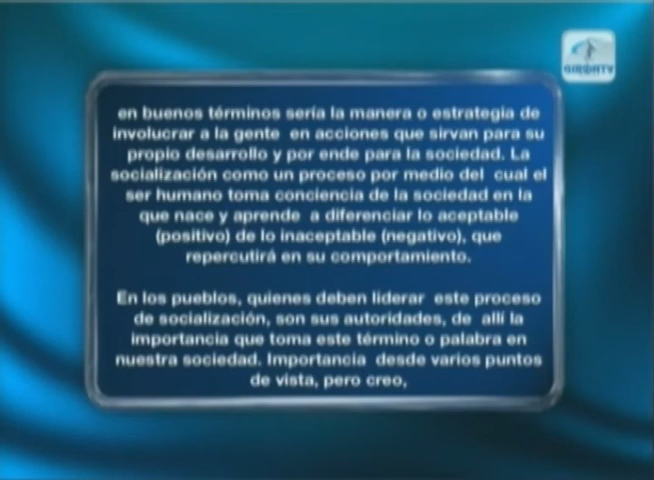 GIRONTV
en buenos términos sería la manera o estrategia de
involucrar a la gente en acciones que sirvan para su
propio desarrollo y por ende para la sociedad. La
socialización como un proceso por medio del cual el
ser humano toma conciencia de la sociedad en la
que nace y aprende a diferenciar lo aceptable
(positivo) de lo inaceptable (negativo), que
repercutirá en su comportamiento.
En los pueblos, quienes deben liderar este proceso
de socialización, son sus autoridades, de allí la
importancia que toma este término o palabra en
nuestra sociedad. Importancia desde varios puntos
de vista, pero creo,